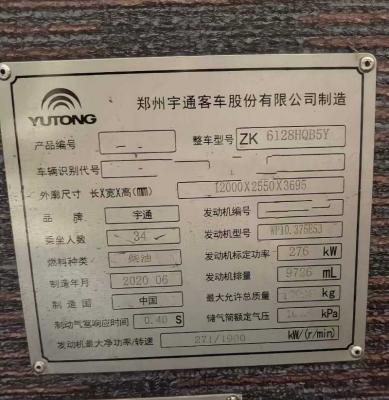 YUTONG
郑州宇通客车股份有限公司制造
产品编号 整车型号 ZK 6128HQB5Y
车辆识别代号
外廓尺寸 长X宽X高(mm) 12000X2550X3695
品牌 宇通 发动机编号
乘坐人数 34 发动机型号 WP10.375E53
燃料种类 柴油 发动机标定功率 276 kW
制造年月 2020 06 发动机排量 9726 mL
制造国 中国 最大允许总质量 kg
制动气室响应时间 0.40 S 储气筒额定气压 kPa
发动机最大净功率/转速 271/1900 kW/(r/min)